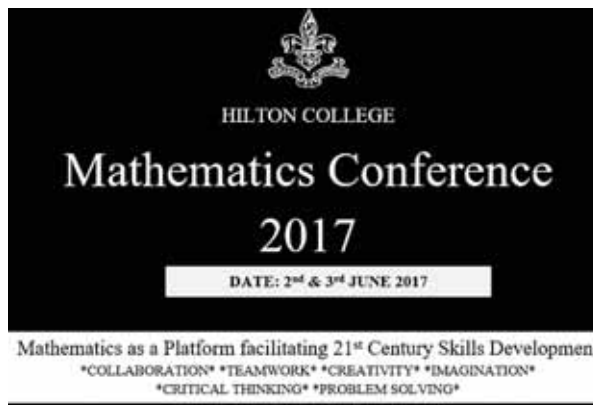 HILTON COLLEGE
Mathematics Conference
2017
DATE: 2nd & 3rd JUNE 2017
Mathematics as a Platform facilitating 21st Century Skills Developmen
*COLLABORATION* *TEAMWORK* *CREATIVITY* *IMAGINATION*
*CRITICAL THINKING* *PROBLEM SOLVING*